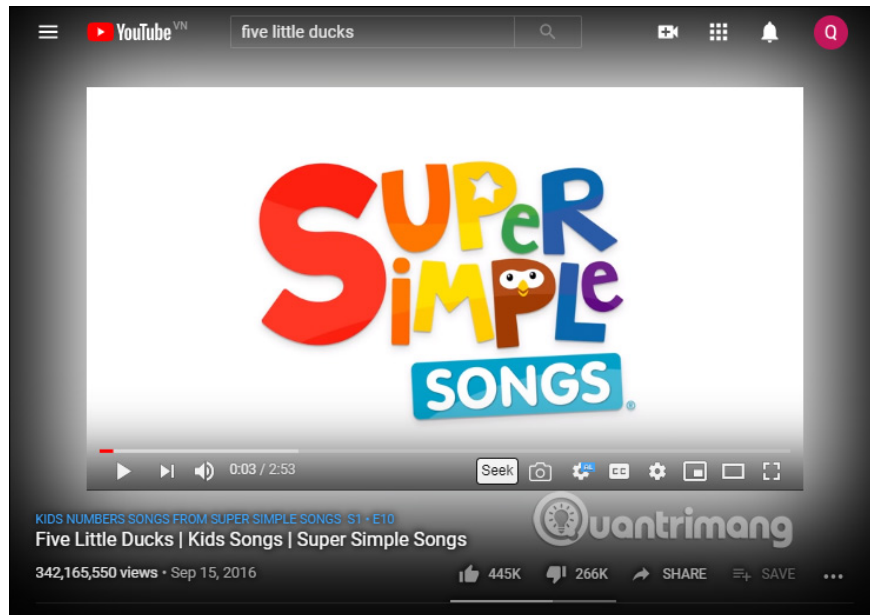 YouTube VN
five little ducks
Q
SUPER
SiMPLe
SONGS®
0:03 / 2:53
Seek
CC
KIDS NUMBERS SONGS FROM SUPER SIMPLE SONGS S1 • E10
Quantrimang
Five Little Ducks | Kids Songs | Super Simple Songs
342,165,550 views • Sep 15, 2016
445K
266K
SHARE
SAVE